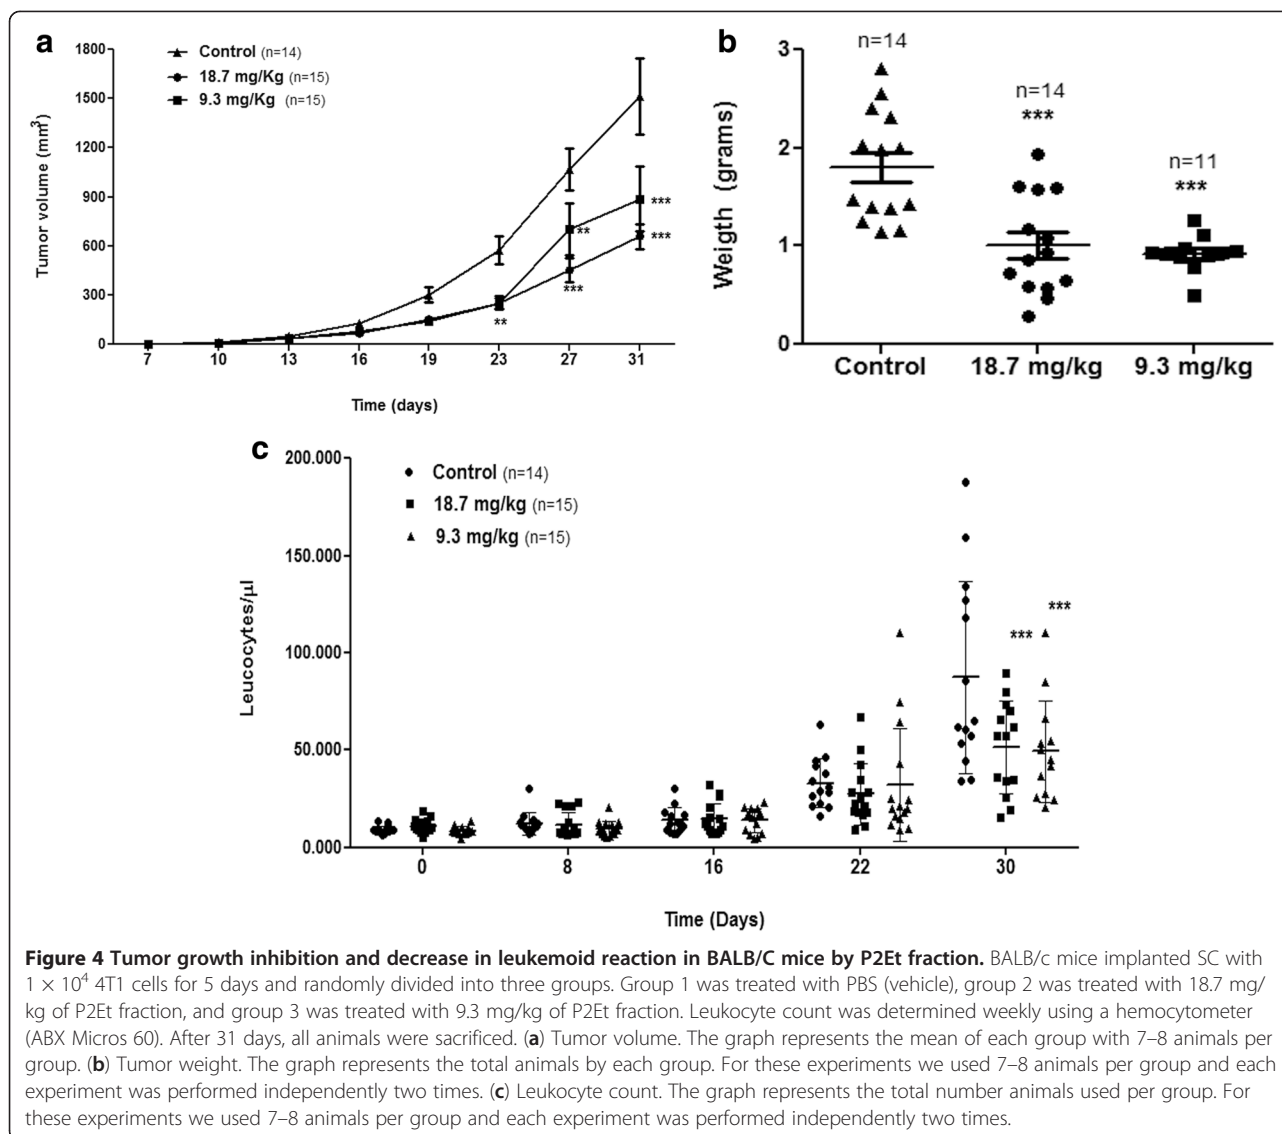 a
1800
1500
1200
900
600
300
0
Tumor volume (mm³)
Control (n=14)
18.7 mg/Kg (n=15)
9.3 mg/Kg (n=15)
**
***
**
***
***
7 10 13 16 19 23 27 31
Time (days)
b
3
2
1
0
Weigth (grams)
n=14
n=14
***
n=11
***
Control 18.7 mg/kg 9.3 mg/kg
c
200.000
150.000
100.000
50.000
0.000
Leucocytes/µl
Control (n=14)
18.7 mg/kg (n=15)
9.3 mg/kg (n=15)
***
***
0 8 16 22 30
Time (Days)
Figure 4 Tumor growth inhibition and decrease in leukemoid reaction in BALB/C mice by P2Et fraction. BALB/c mice implanted SC with
1 × 10⁴ 4T1 cells for 5 days and randomly divided into three groups. Group 1 was treated with PBS (vehicle), group 2 was treated with 18.7 mg/
kg of P2Et fraction, and group 3 was treated with 9.3 mg/kg of P2Et fraction. Leukocyte count was determined weekly using a hemocytometer
(ABX Micros 60). After 31 days, all animals were sacrificed. (a) Tumor volume. The graph represents the mean of each group with 7–8 animals per
group. (b) Tumor weight. The graph represents the total animals by each group. For these experiments we used 7–8 animals per group and each
experiment was performed independently two times. (c) Leukocyte count. The graph represents the total number animals used per group. For
these experiments we used 7–8 animals per group and each experiment was performed independently two times.